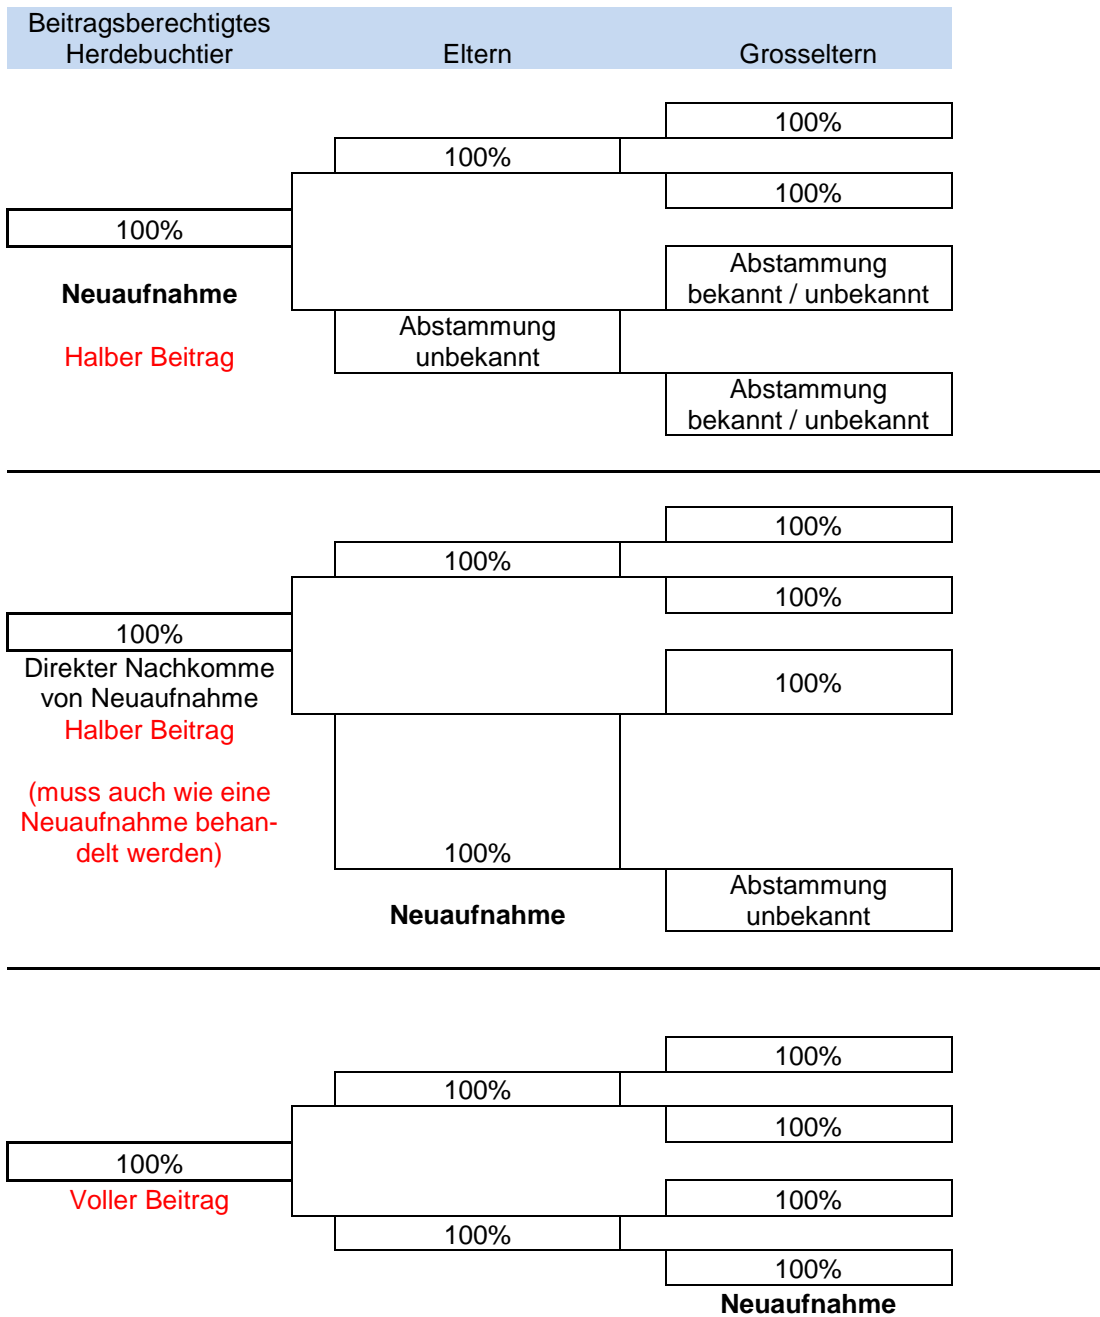 Beitragsberechtigtes
Herdebuchtier
Eltern
Grosseltern
100%
100%
100%
100%
Abstammung
bekannt / unbekannt
Neuaufnahme
Abstammung
unbekannt
Halber Beitrag
Abstammung
bekannt / unbekannt
100%
100%
100%
100%
Direkter Nachkomme
von Neuaufnahme
100%
Halber Beitrag
(muss auch wie eine
Neuaufnahme behan-
delt werden)
100%
Abstammung
unbekannt
Neuaufnahme
100%
100%
100%
100%
Voller Beitrag
100%
100%
100%
Neuaufnahme